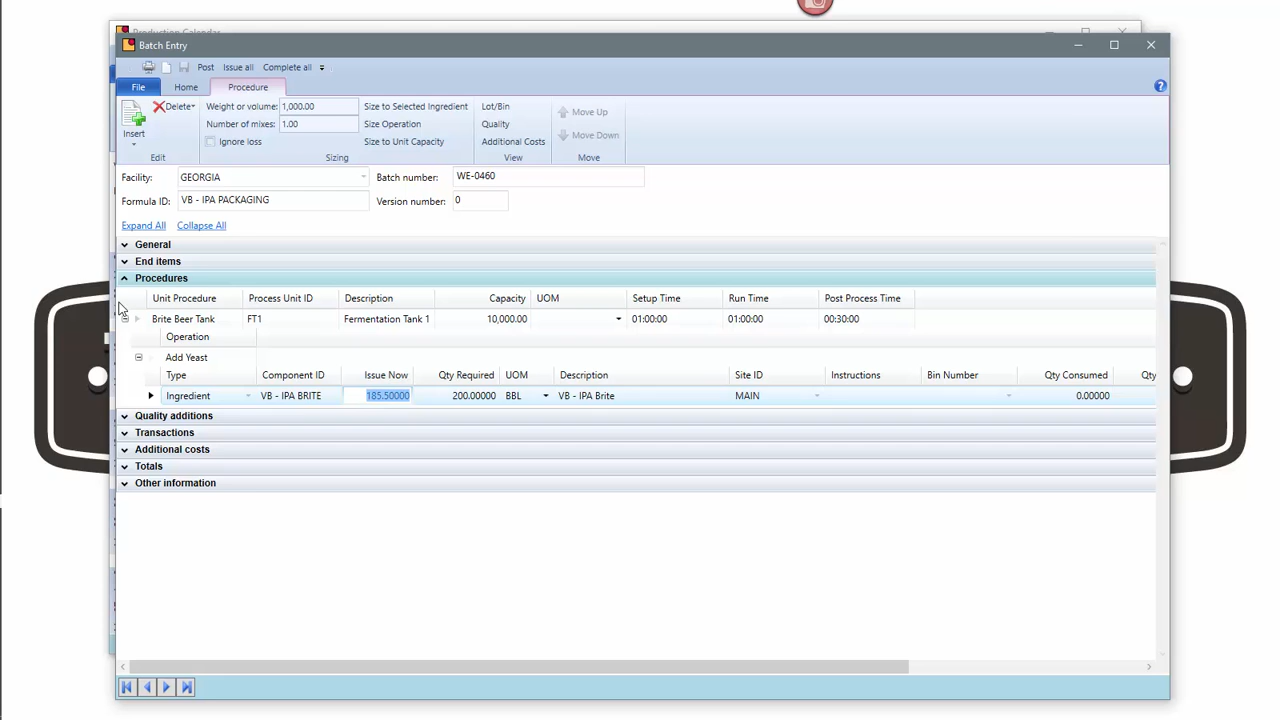 Production Calendar
Batch Entry
Post Issue all Complete all
File Home Procedure
Insert
Delete
Edit
Weight or volume: 1,000.00
Number of mixes: 1.00
Ignore loss
Size to Selected Ingredient
Size Operation
Size to Unit Capacity
Sizing
Lot/Bin
Quality
Additional Costs
View
Move Up
Move Down
Move
Facility: GEORGIA Batch number: WE-0460
Formula ID: VB - IPA PACKAGING Version number: 0
Expand All Collapse All
General
End items
Procedures
Unit Procedure Process Unit ID Description Capacity UOM Setup Time Run Time Post Process Time
Brite Beer Tank FT1 Fermentation Tank 1 10,000.00 01:00:00 01:00:00 00:30:00
Operation
Add Yeast
Type Component ID Issue Now Qty Required UOM Description Site ID Instructions Bin Number Qty Consumed Qty
Ingredient VB - IPA BRITE 185.50000 200.00000 BBL VB - IPA Brite MAIN 0.00000
Quality additions
Transactions
Additional costs
Totals
Other information